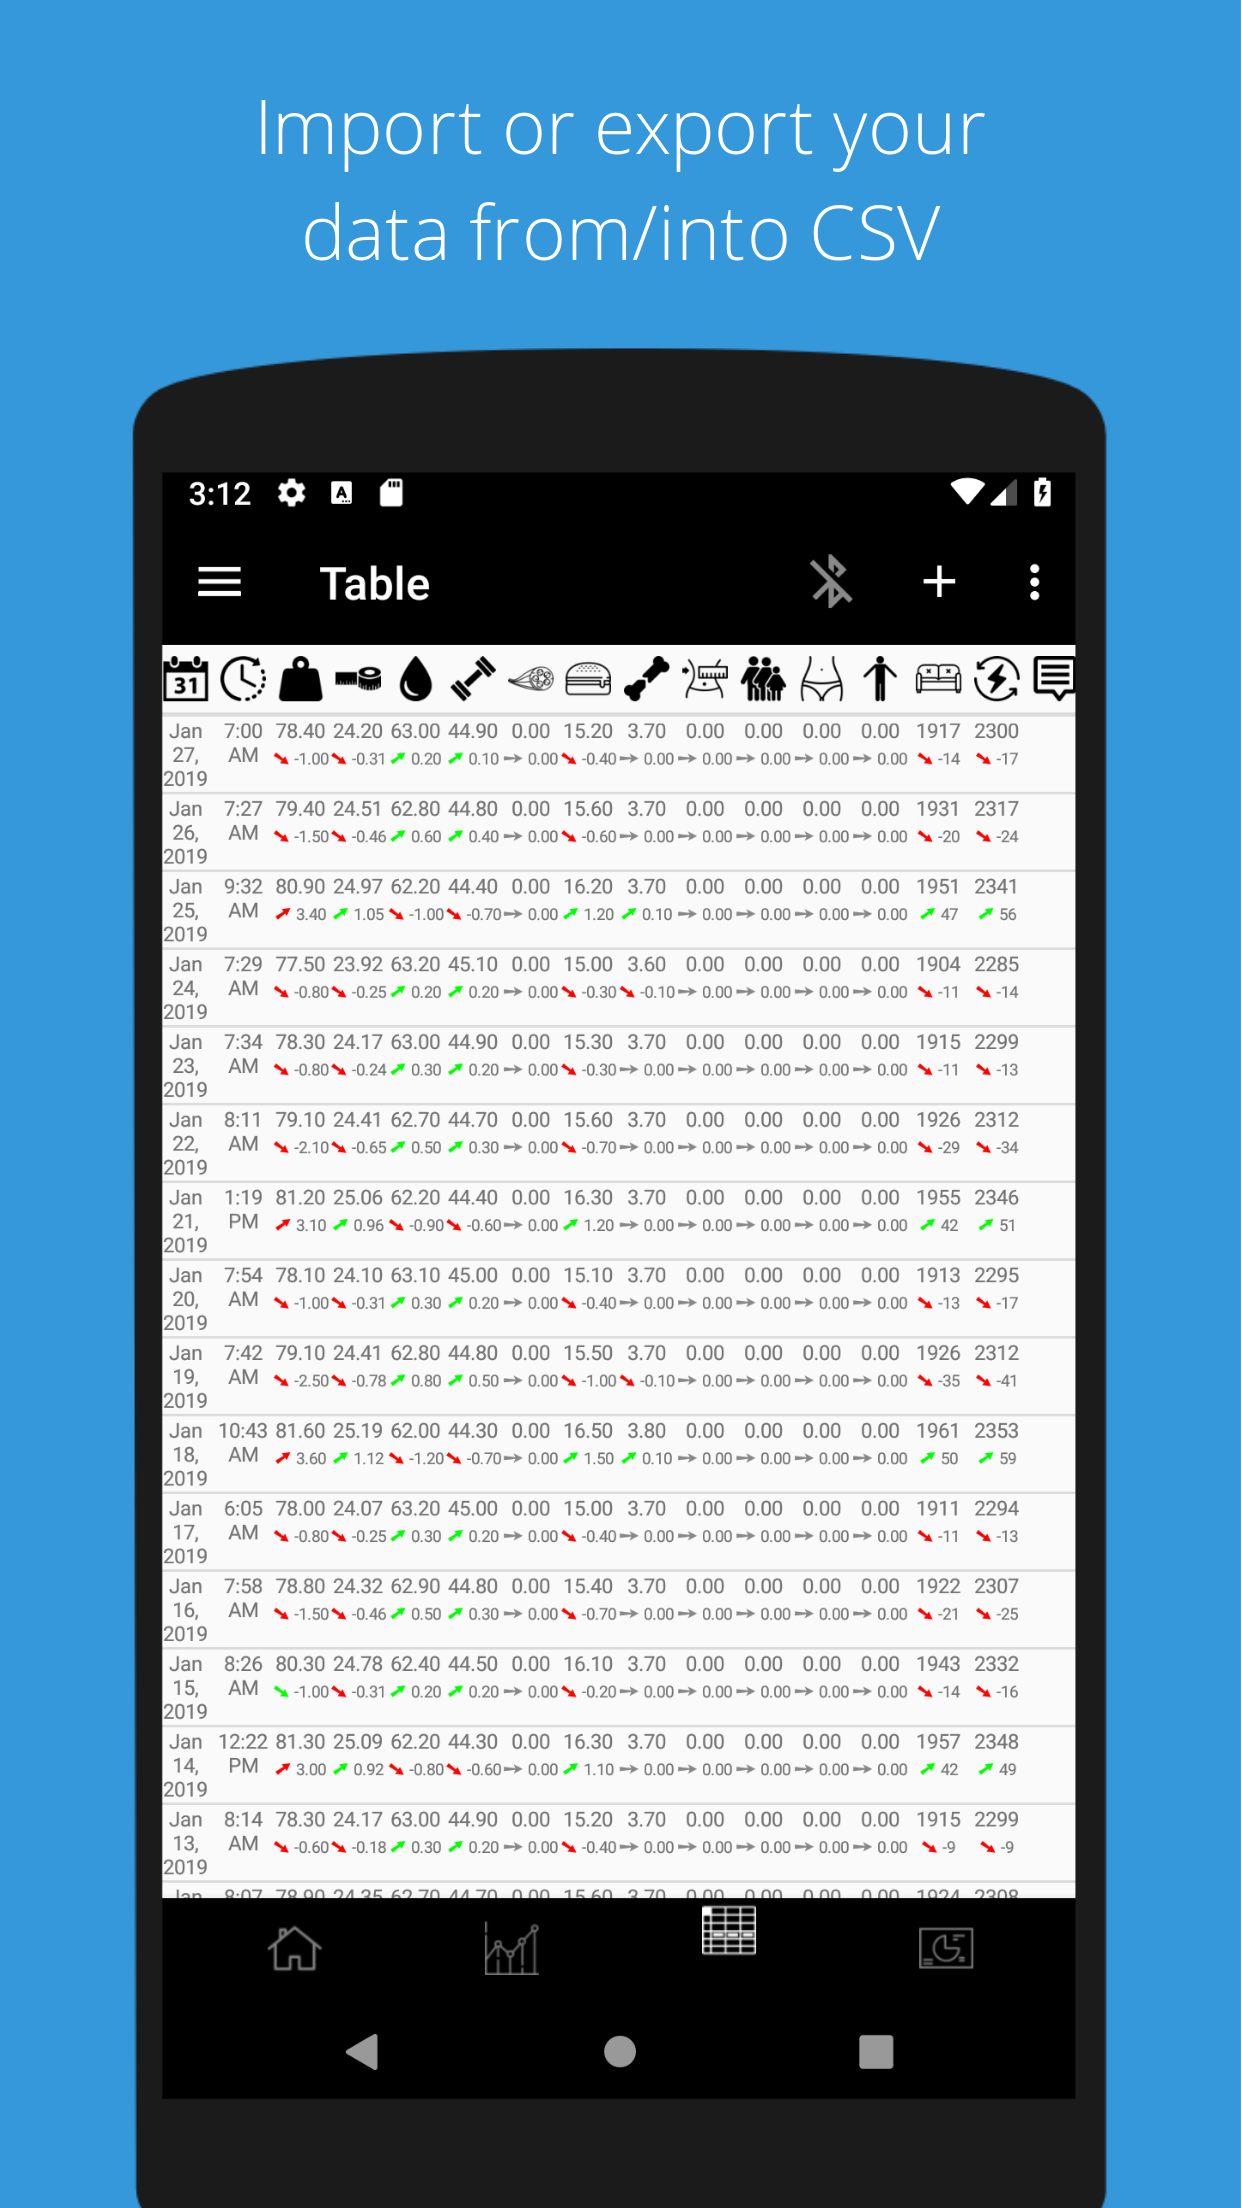 Import or export your
data from/into CSV
3:12
Table
31
Jan 7:00 78.40 24.20 63.00 44.90 0.00 15.20 3.70 0.00 0.00 0.00 0.00 1917 2300
27, AM -1.00 -0.31 0.20 0.10 0.00 -0.40 0.00 0.00 0.00 0.00 0.00 -14 -17
2019
Jan 7:27 79.40 24.51 62.80 44.80 0.00 15.60 3.70 0.00 0.00 0.00 0.00 1931 2317
26, AM -1.50 -0.46 0.60 0.40 0.00 -0.60 0.00 0.00 0.00 0.00 0.00 -20 -24
2019
Jan 9:32 80.90 24.97 62.20 44.40 0.00 16.20 3.70 0.00 0.00 0.00 0.00 1951 2341
25, AM 3.40 1.05 -1.00 -0.70 0.00 1.20 0.10 0.00 0.00 0.00 0.00 47 56
2019
Jan 7:29 77.50 23.92 63.20 45.10 0.00 15.00 3.60 0.00 0.00 0.00 0.00 1904 2285
24, AM -0.80 -0.25 0.20 0.20 0.00 -0.30 -0.10 0.00 0.00 0.00 0.00 -11 -14
2019
Jan 7:34 78.30 24.17 63.00 44.90 0.00 15.30 3.70 0.00 0.00 0.00 0.00 1915 2299
23, AM -0.80 -0.24 0.30 0.20 0.00 -0.30 0.00 0.00 0.00 0.00 0.00 -11 -13
2019
Jan 8:11 79.10 24.41 62.70 44.70 0.00 15.60 3.70 0.00 0.00 0.00 0.00 1926 2312
22, AM -2.10 -0.65 0.50 0.30 0.00 -0.70 0.00 0.00 0.00 0.00 0.00 -29 -34
2019
Jan 1:19 81.20 25.06 62.20 44.40 0.00 16.30 3.70 0.00 0.00 0.00 0.00 1955 2346
21, PM 3.10 0.96 -0.90 -0.60 0.00 1.20 0.00 0.00 0.00 0.00 0.00 42 51
2019
Jan 7:54 78.10 24.10 63.10 45.00 0.00 15.10 3.70 0.00 0.00 0.00 0.00 1913 2295
20, AM -1.00 -0.31 0.30 0.20 0.00 -0.40 0.00 0.00 0.00 0.00 0.00 -13 -17
2019
Jan 7:42 79.10 24.41 62.80 44.80 0.00 15.50 3.70 0.00 0.00 0.00 0.00 1926 2312
19, AM -2.50 -0.78 0.80 0.50 0.00 -1.00 -0.10 0.00 0.00 0.00 0.00 -35 -41
2019
Jan 10:43 81.60 25.19 62.00 44.30 0.00 16.50 3.80 0.00 0.00 0.00 0.00 1961 2353
18, AM 3.60 1.12 -1.20 -0.70 0.00 1.50 0.10 0.00 0.00 0.00 0.00 50 59
2019
Jan 6:05 78.00 24.07 63.20 45.00 0.00 15.00 3.70 0.00 0.00 0.00 0.00 1911 2294
17, AM -0.80 -0.25 0.30 0.20 0.00 -0.40 0.00 0.00 0.00 0.00 0.00 -11 -13
2019
Jan 7:58 78.80 24.32 62.90 44.80 0.00 15.40 3.70 0.00 0.00 0.00 0.00 1922 2307
16, AM -1.50 -0.46 0.50 0.30 0.00 -0.70 0.00 0.00 0.00 0.00 0.00 -21 -25
2019
Jan 8:26 80.30 24.78 62.40 44.50 0.00 16.10 3.70 0.00 0.00 0.00 0.00 1943 2332
15, AM -1.00 -0.31 0.20 0.20 0.00 -0.20 0.00 0.00 0.00 0.00 0.00 -14 -16
2019
Jan 12:22 81.30 25.09 62.20 44.30 0.00 16.30 3.70 0.00 0.00 0.00 0.00 1957 2348
14, PM 3.00 0.92 -0.80 -0.60 0.00 1.10 0.00 0.00 0.00 0.00 0.00 42 49
2019
Jan 8:14 78.30 24.17 63.00 44.90 0.00 15.20 3.70 0.00 0.00 0.00 0.00 1915 2299
13, AM -0.60 -0.18 0.30 0.20 0.00 -0.40 0.00 0.00 0.00 0.00 0.00 -9 -9
2019
Jan 8:07 78.90 24.35 62.70 44.70 0.00 15.60 3.70 0.00 0.00 0.00 0.00 1924 2308